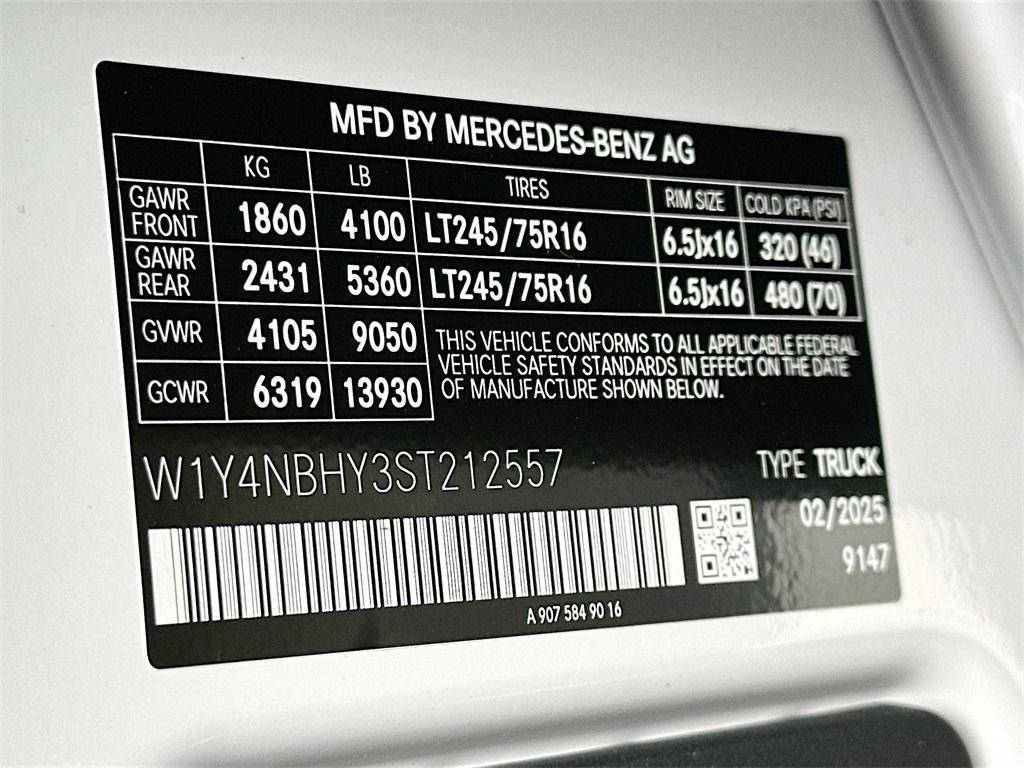 MFD BY MERCEDES-BENZ AG
KG LB TIRES RIM SIZE COLD KPA (PSI)
GAWR FRONT 1860 4100 LT245/75R16 6.5Jx16 320 (46)
GAWR REAR 2431 5360 LT245/75R16 6.5Jx16 480 (70)
GVWR 4105 9050
GCWR 6319 13930
THIS VEHICLE CONFORMS TO ALL APPLICABLE FEDERAL
VEHICLE SAFETY STANDARDS IN EFFECT ON THE DATE
OF MANUFACTURE SHOWN BELOW.
W1Y4NBHY3ST212557
TYPE TRUCK
02/2025
9147
A 907 584 90 16